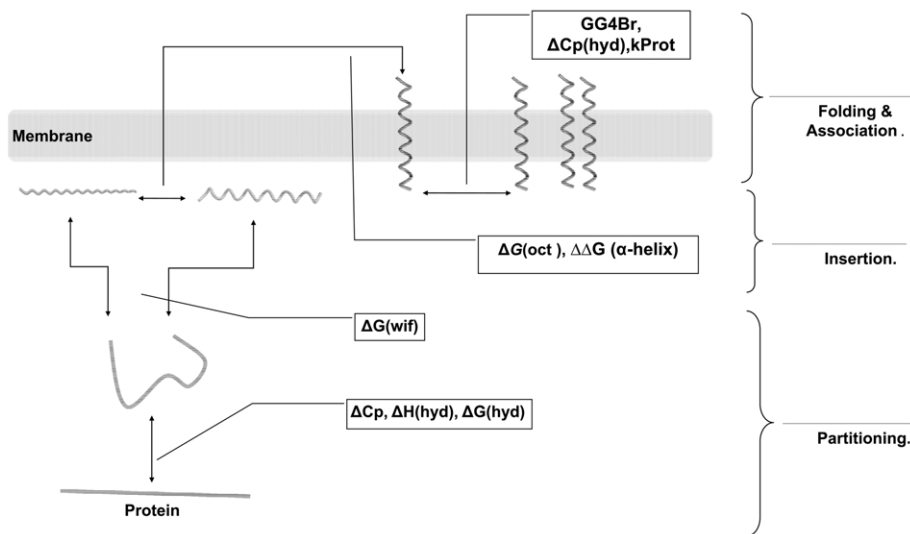 GG4Br,
ΔCp(hyd),kProt
Membrane
Folding &
Association .
ΔG(oct ), ΔΔG (α-helix)
Insertion.
ΔG(wif)
ΔCp, ΔH(hyd), ΔG(hyd)
Partitioning.
Protein